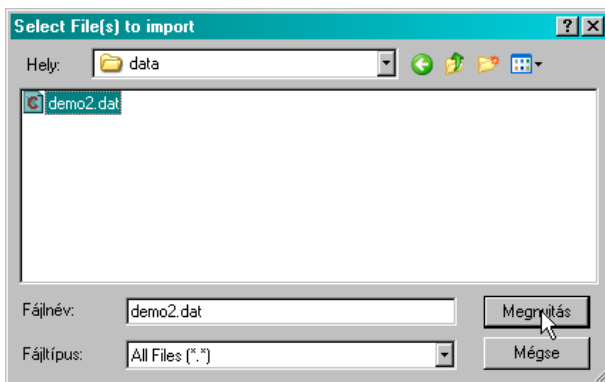 Select File(s) to import
Hely: data
demo2.dat
Fájlnév: demo2.dat Megnyitás
Fájltípus: All Files (*.*) Mégse